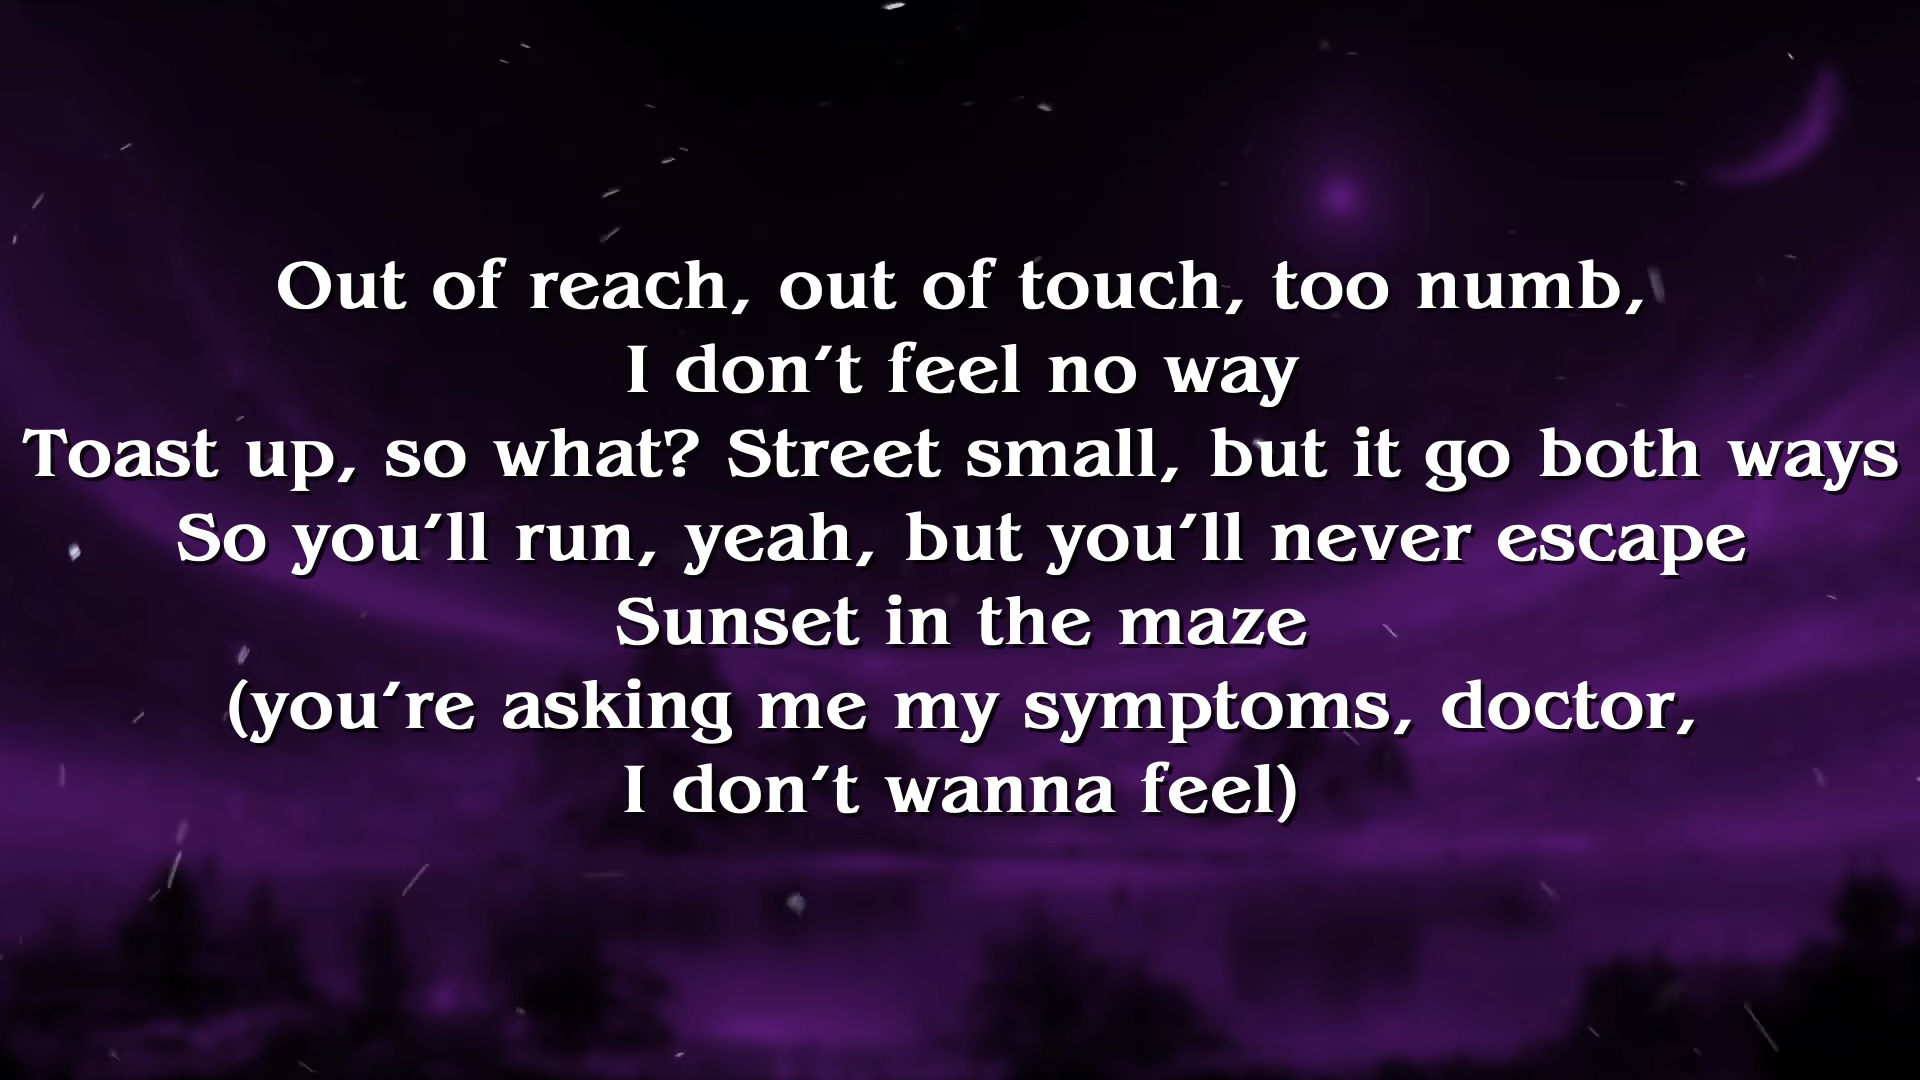 Out of reach, out of touch, too numb,
I don’t feel no way
Toast up, so what? Street small, but it go both ways
So you’ll run, yeah, but you’ll never escape
Sunset in the maze
(you’re asking me my symptoms, doctor,
I don’t wanna feel)